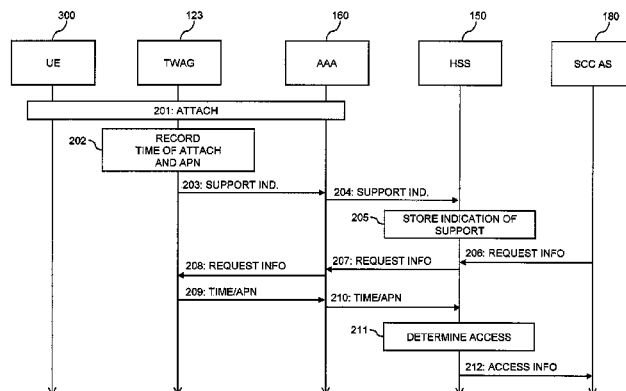 300
123
160
150
180
UE
TWAG
AAA
HSS
SCC AS
201: ATTACH
202
RECORD
TIME OF ATTACH
AND APN
203: SUPPORT IND.
204: SUPPORT IND.
205
STORE INDICATION OF
SUPPORT
206: REQUEST INFO
207: REQUEST INFO
208: REQUEST INFO
209: TIME/APN
210: TIME/APN
211
DETERMINE ACCESS
212: ACCESS INFO